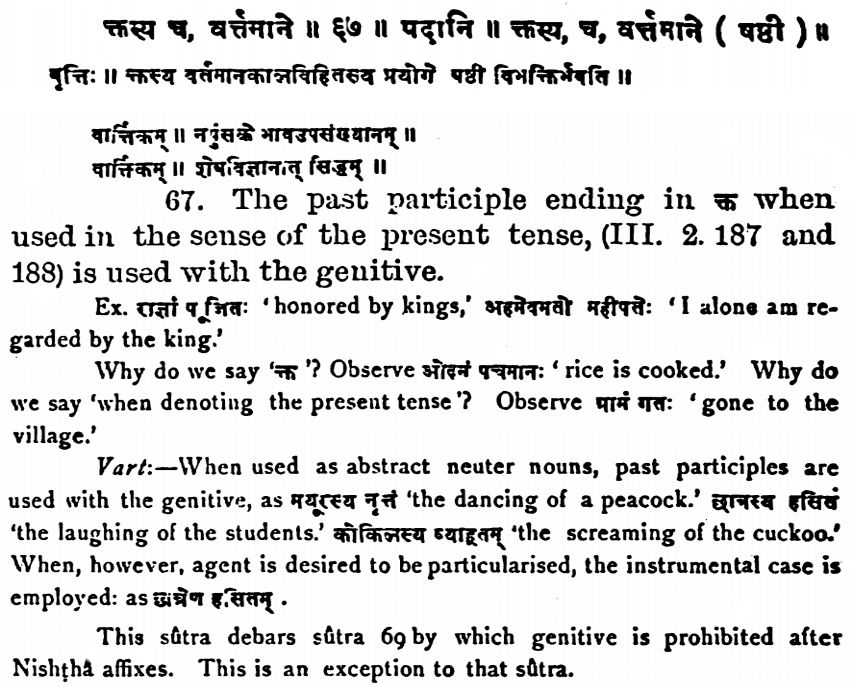 क्तस्य च, वर्त्तमाने ॥ ६७ ॥ पदानि ॥ क्तस्य, च, वर्त्तमाने ( षष्ठी ) ॥
वृत्तिः ॥ क्तस्य वर्तमानकालविहितस्य प्रयोगे षष्ठी विभक्तिर्भवति ॥
वार्त्तिकम् ॥ नपुंसके भावउपसंख्यानम् ॥
वार्त्तिकम् ॥ शेषविज्ञानात् सिद्धम् ॥
67. The past participle ending in क्त when
used in the sense of the present tense, (III. 2. 187 and
188) is used with the genitive.
Ex. राज्ञां पूजितः 'honored by kings,' अहमेवमतो महीपतेः 'I alone am re-
garded by the king.'
Why do we say 'क्त'? Observe ओदनं पचमानः 'rice is cooked.' Why do
we say 'when denoting the present tense'? Observe ग्रामं गतः 'gone to the
village.'
Vart:—When used as abstract neuter nouns, past participles are
used with the genitive, as मयूरस्य नृत्तं 'the dancing of a peacock.' छात्रस्य हसितं
'the laughing of the students.' कोकिलस्य व्याहृतम् 'the screaming of the cuckoo.'
When, however, agent is desired to be particularised, the instrumental case is
employed: as छात्रेण हसितम् .
This sûtra debars sûtra 69 by which genitive is prohibited after
Nishṭhâ affixes. This is an exception to that sûtra.